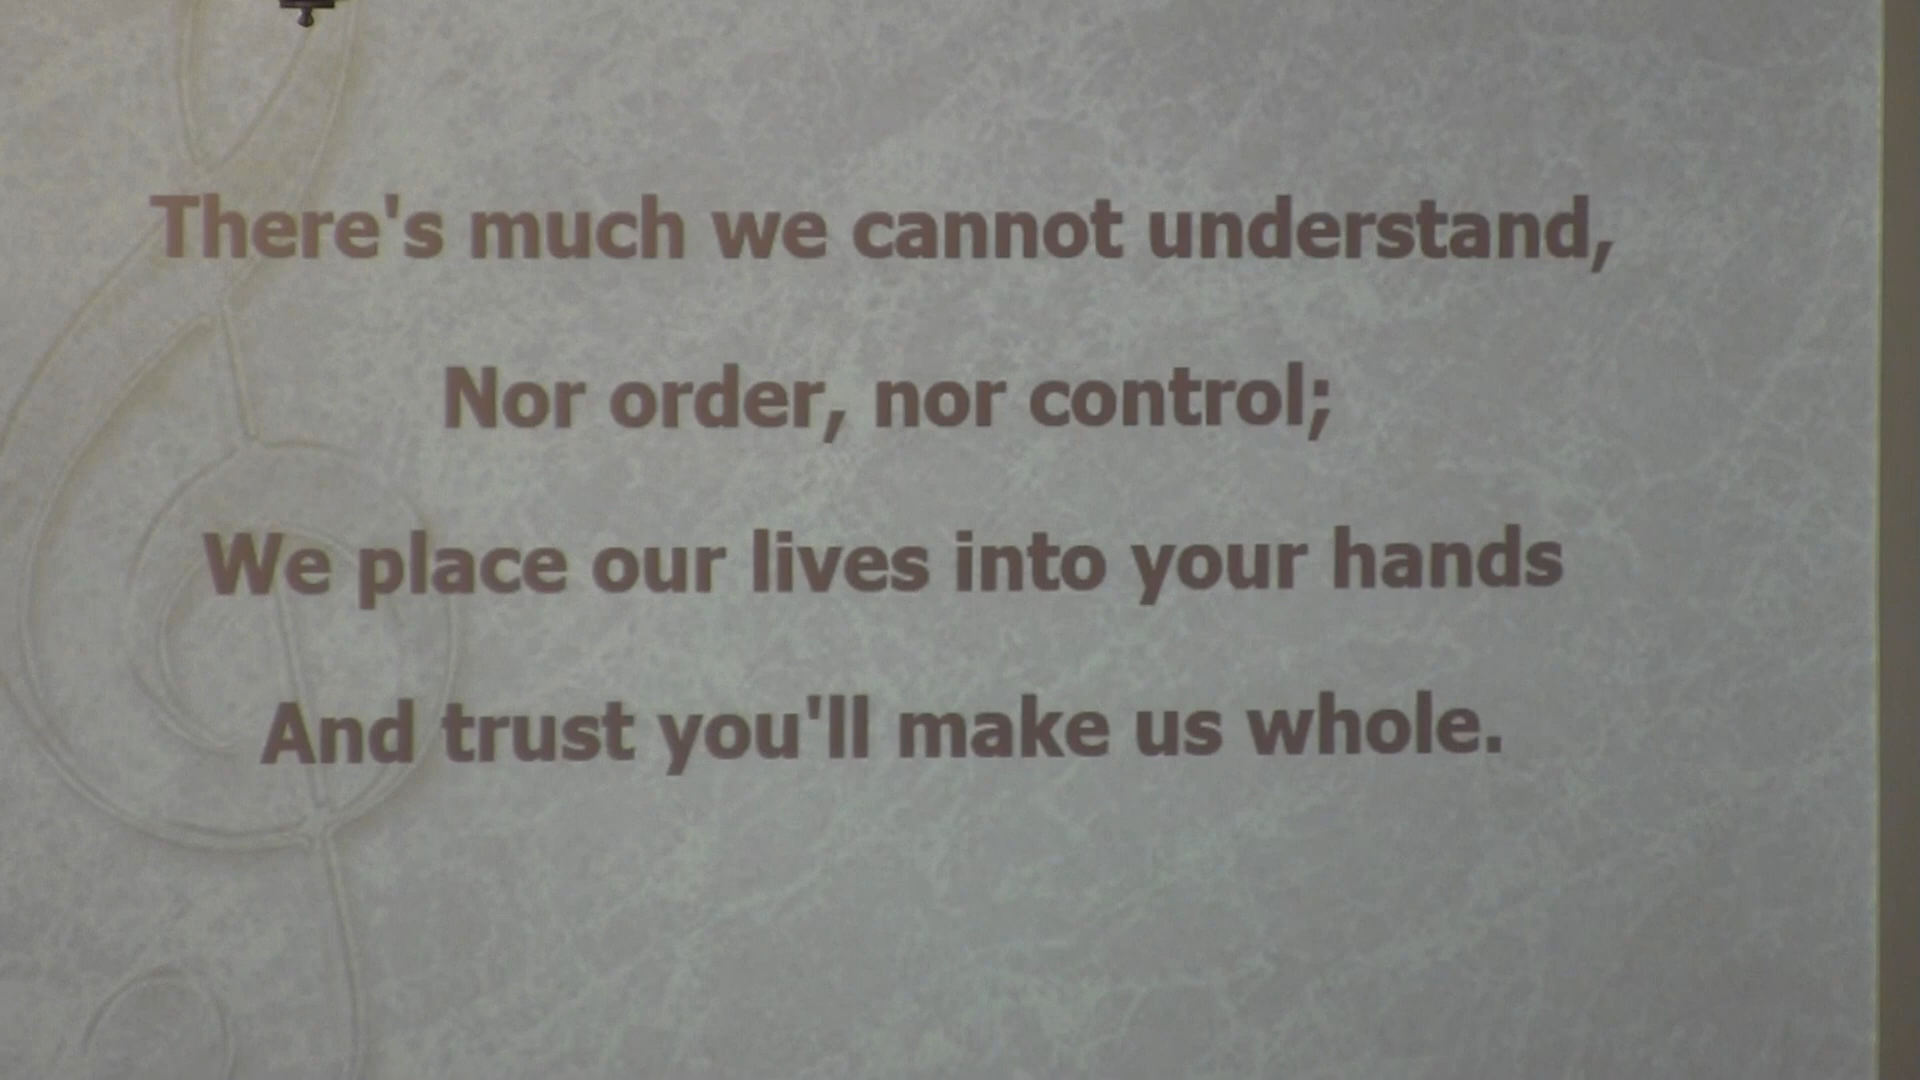 There's much we cannot understand,
Nor order, nor control;
We place our lives into your hands
And trust you'll make us whole.